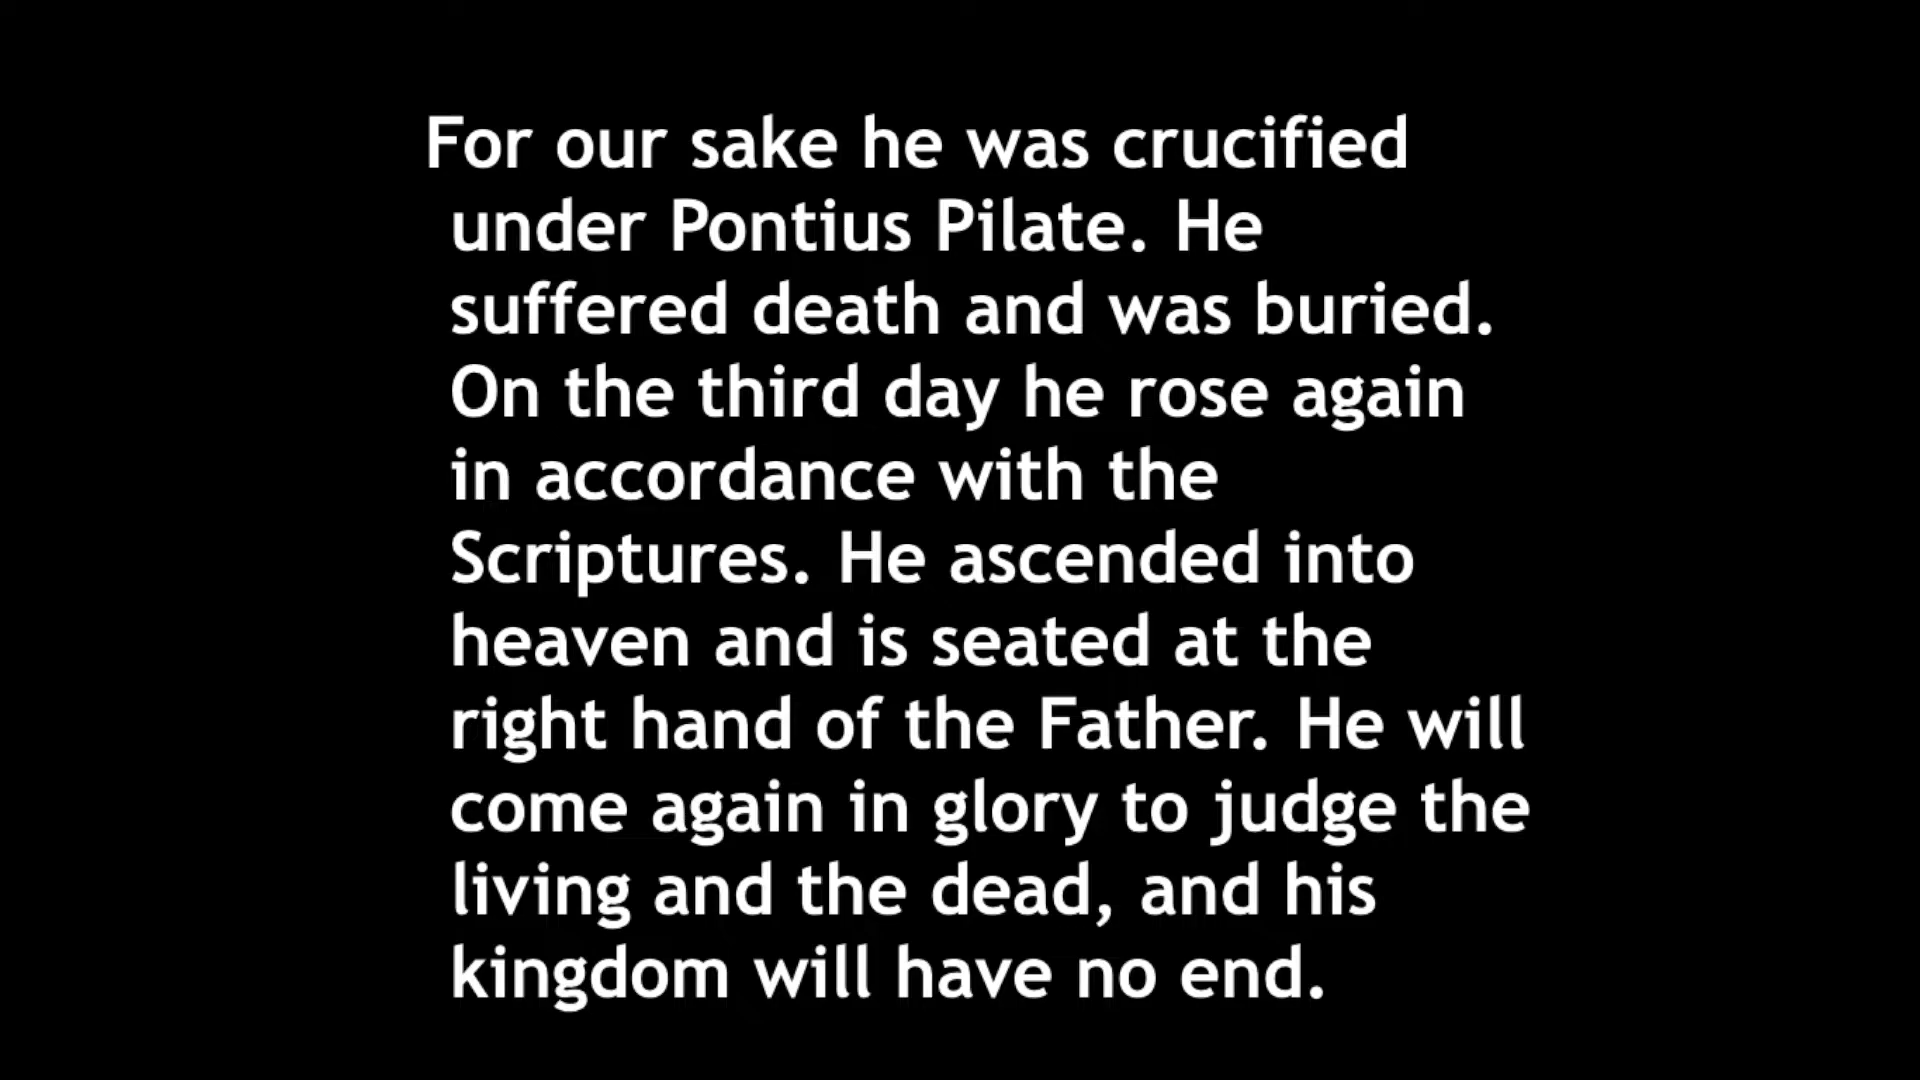 For our sake he was crucified
under Pontius Pilate. He
suffered death and was buried.
On the third day he rose again
in accordance with the
Scriptures. He ascended into
heaven and is seated at the
right hand of the Father. He will
come again in glory to judge the
living and the dead, and his
kingdom will have no end.